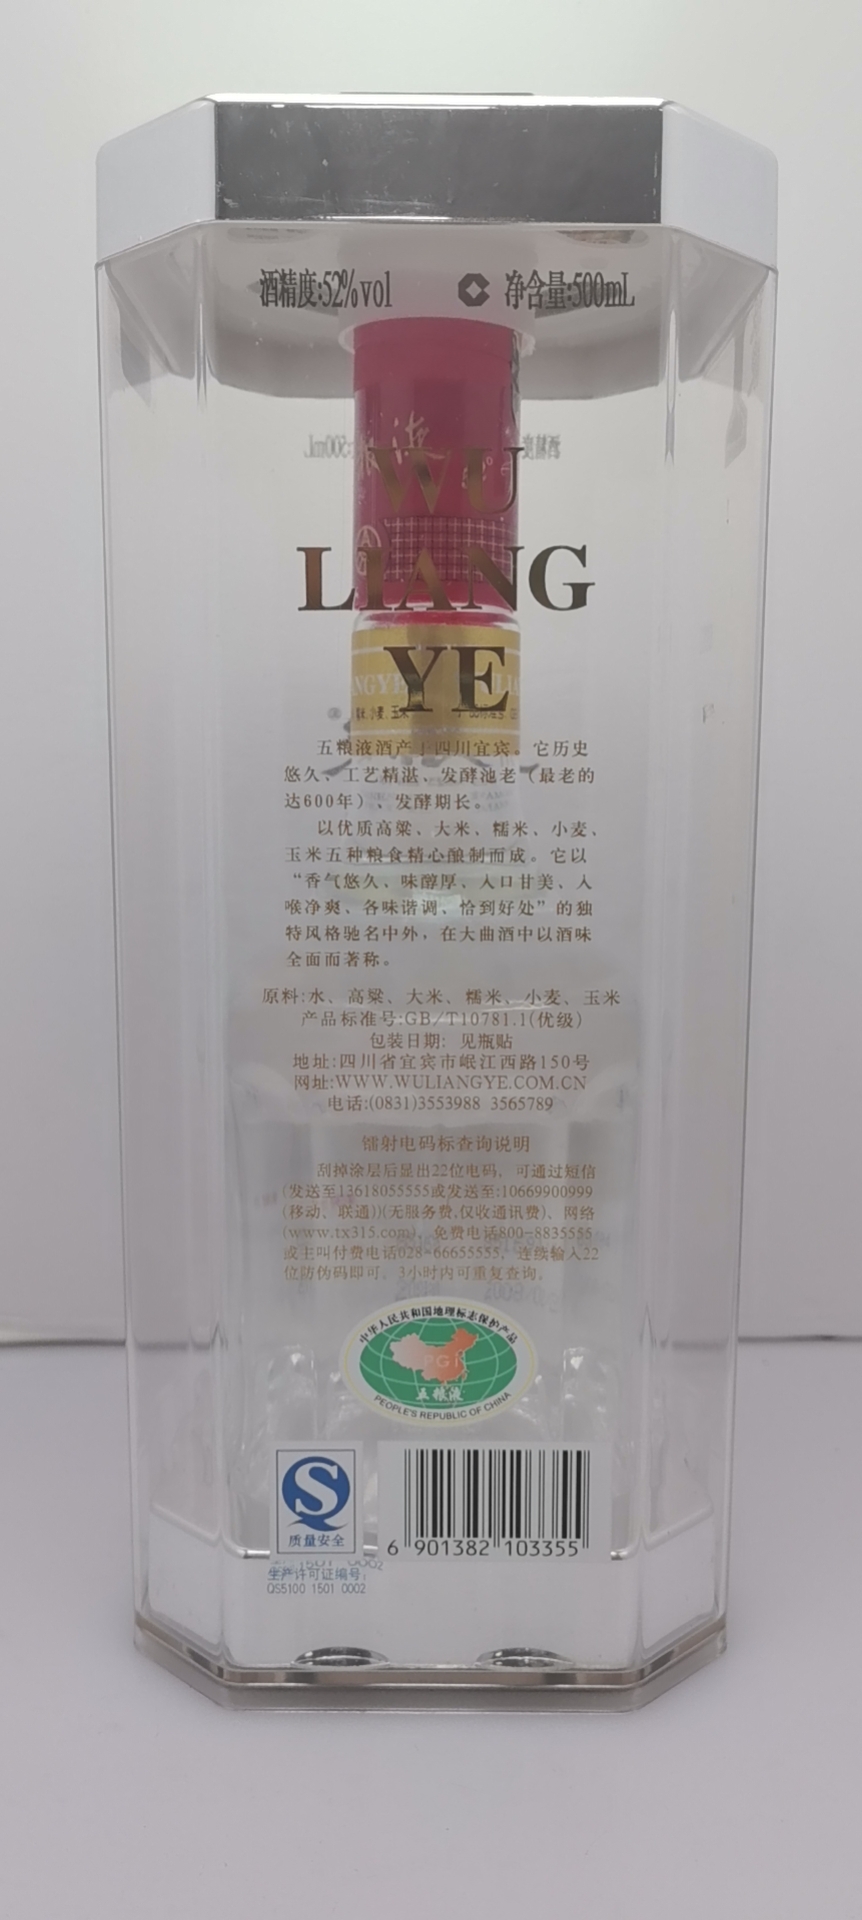 酒精度:52%vol 净含量:500mL
WU
LIANG
YE
五粮液酒产于四川宜宾。它历史
悠久、工艺精湛、发酵池老（最老的
达600年）、发酵期长。
以优质高粱、大米、糯米、小麦、
玉米五种粮食精心酿制而成。它以
“香气悠久、味醇厚、入口甘美、入
喉净爽、各味谐调、恰到好处”的独
特风格驰名中外，在大曲酒中以酒味
全面而著称。
原料:水、高粱、大米、糯米、小麦、玉米
产品标准号:GB/T10781.1(优级)
包装日期: 见瓶贴
地址:四川省宜宾市岷江西路150号
网址:WWW.WULIANGYE.COM.CN
电话:(0831)3553988 3565789
镭射电码标查询说明
刮掉涂层后显出22位电码，可通过短信
(发送至13618055555或发送至:10669900999
(移动、联通))(无服务费,仅收通讯费)、网络
(www.tx315.com)、免费电话800-8835555
或主叫付费电话028-66655555，连续输入22
位防伪码即可。3小时内可重复查询。
中华人民共和国地理标志保护产品
PGI
五粮液
PEOPLE'S REPUBLIC OF CHINA
质量安全
6 901382 103355
生产许可证编号:
QS5100 1501 0002